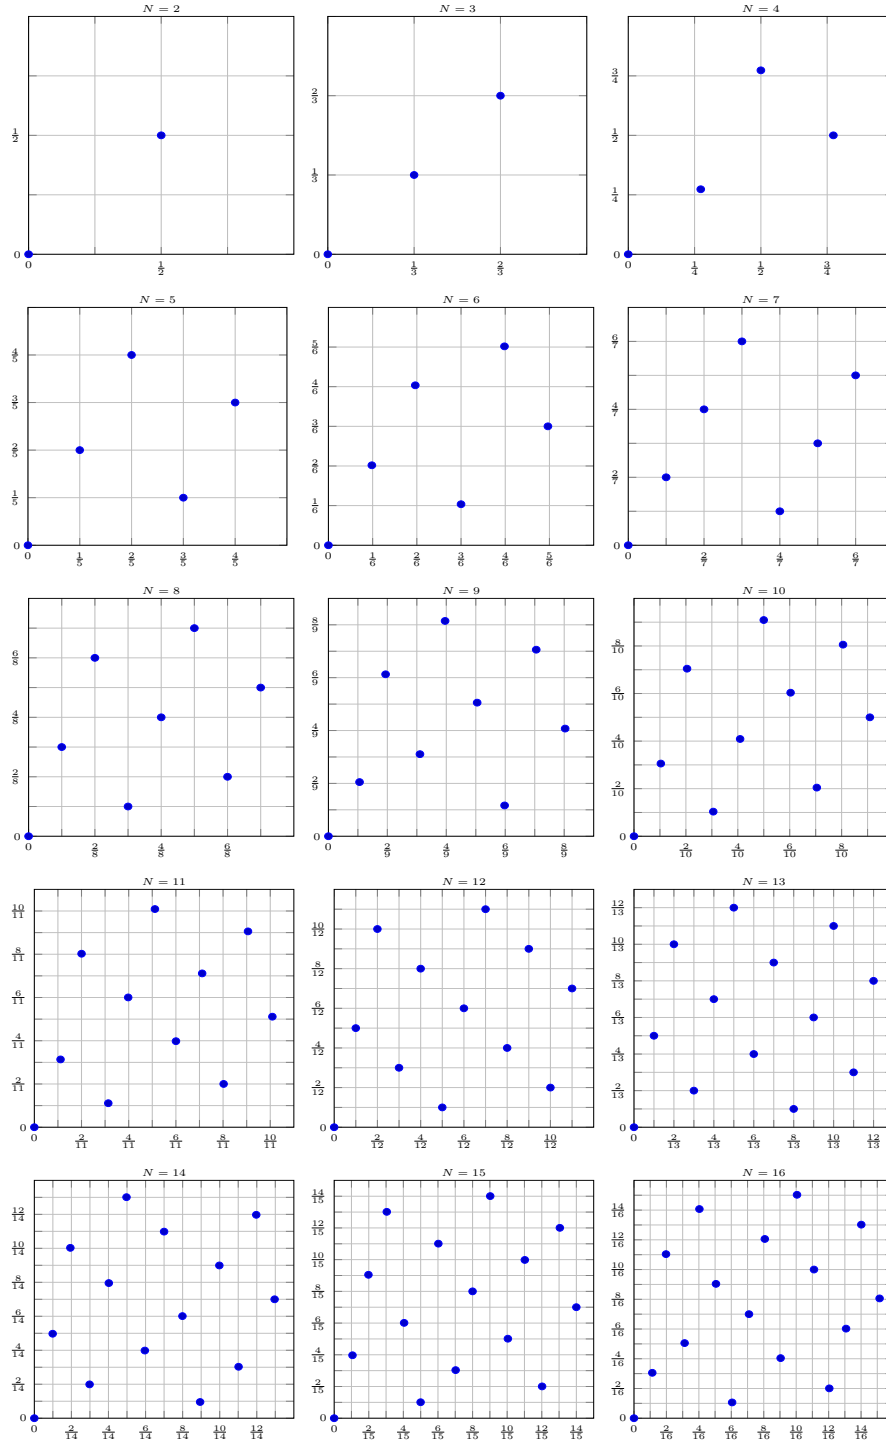 N = 2
1/2
0
0 1/2
N = 3
2/3
1/3
0
0 1/3 2/3
N = 4
3/4
1/2
1/4
0
0 1/4 1/2 3/4
N = 5
4/5
3/5
2/5
1/5
0
0 1/5 2/5 3/5 4/5
N = 6
5/6
4/6
3/6
2/6
1/6
0
0 1/6 2/6 3/6 4/6 5/6
N = 7
6/7
4/7
2/7
0
0 2/7 4/7 6/7
N = 8
6/8
4/8
2/8
0
0 2/8 4/8 6/8
N = 9
8/9
6/9
4/9
2/9
0
0 2/9 4/9 6/9 8/9
N = 10
8/10
6/10
4/10
2/10
0
0 2/10 4/10 6/10 8/10
N = 11
10/11
8/11
6/11
4/11
2/11
0
0 2/11 4/11 6/11 8/11 10/11
N = 12
10/12
8/12
6/12
4/12
2/12
0
0 2/12 4/12 6/12 8/12 10/12
N = 13
12/13
10/13
8/13
6/13
4/13
2/13
0
0 2/13 4/13 6/13 8/13 10/13 12/13
N = 14
12/14
10/14
8/14
6/14
4/14
2/14
0
0 2/14 4/14 6/14 8/14 10/14 12/14
N = 15
14/15
12/15
10/15
8/15
6/15
4/15
2/15
0
0 2/15 4/15 6/15 8/15 10/15 12/15 14/15
N = 16
14/16
12/16
10/16
8/16
6/16
4/16
2/16
0
0 2/16 4/16 6/16 8/16 10/16 12/16 14/16